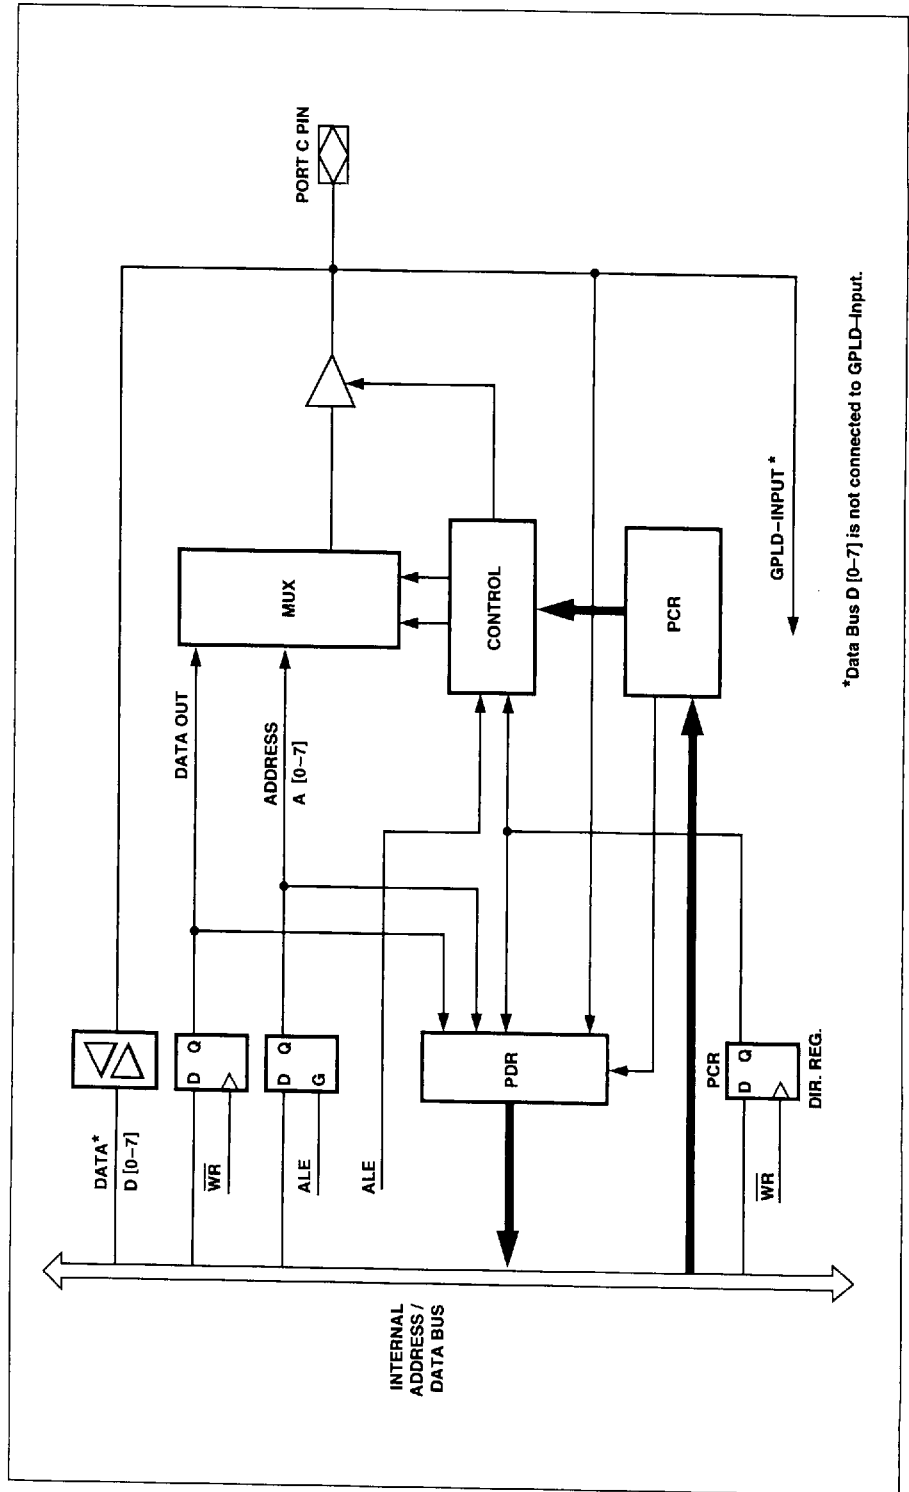 PORT C PIN
DATA*
D [0–7]
D Q
WR
DATA OUT
MUX
D Q
G
ALE
ADDRESS
A [0–7]
ALE
CONTROL
INTERNAL
ADDRESS /
DATA BUS
PDR
PCR
PCR
D Q
WR
DIR. REG.
GPLD–INPUT *
*Data Bus D [0–7] is not connected to GPLD–Input.